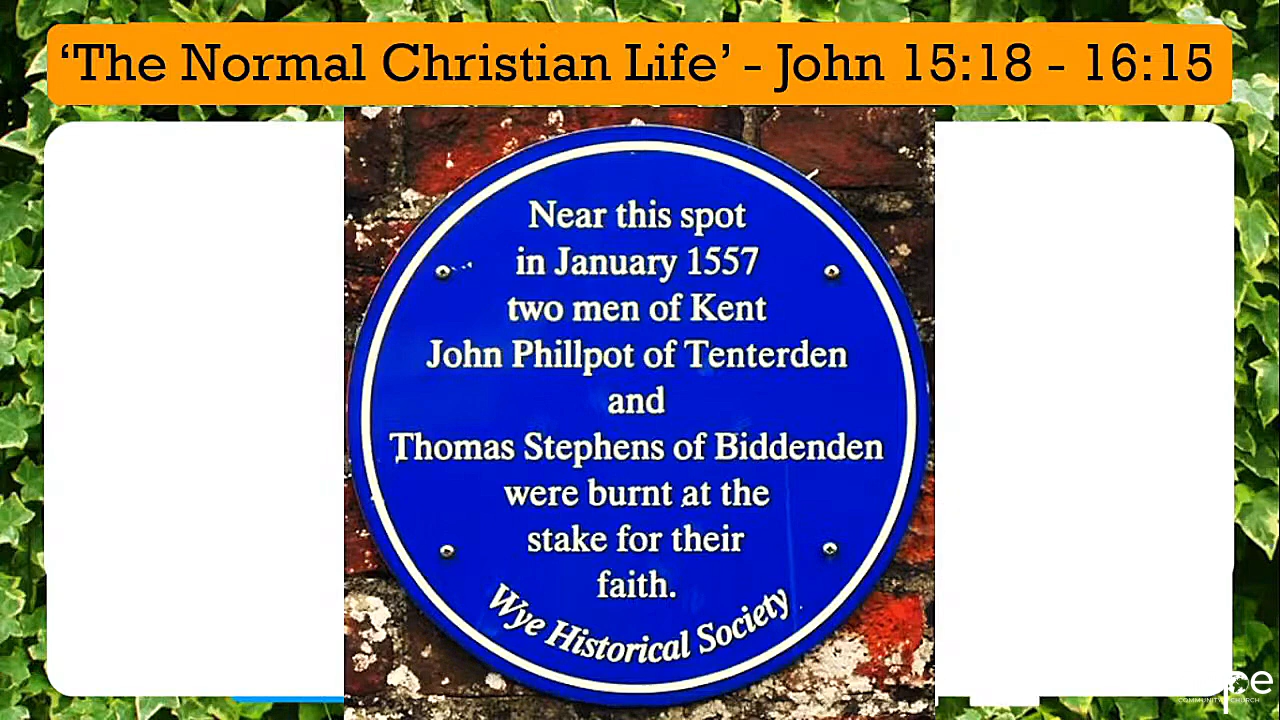 ‘The Normal Christian Life’ - John 15:18 - 16:15
Near this spot
in January 1557
two men of Kent
John Phillpot of Tenterden
and
Thomas Stephens of Biddenden
were burnt at the
stake for their
faith.
Wye Historical Society
COMMUNITY CHURCH